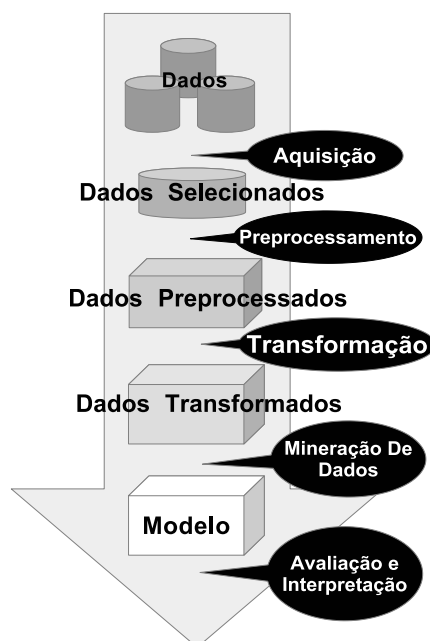 Dados
Aquisição
Dados Selecionados
Preprocessamento
Dados Preprocessados
Transformação
Dados Transformados
Mineração De
Dados
Modelo
Avaliação e
Interpretação